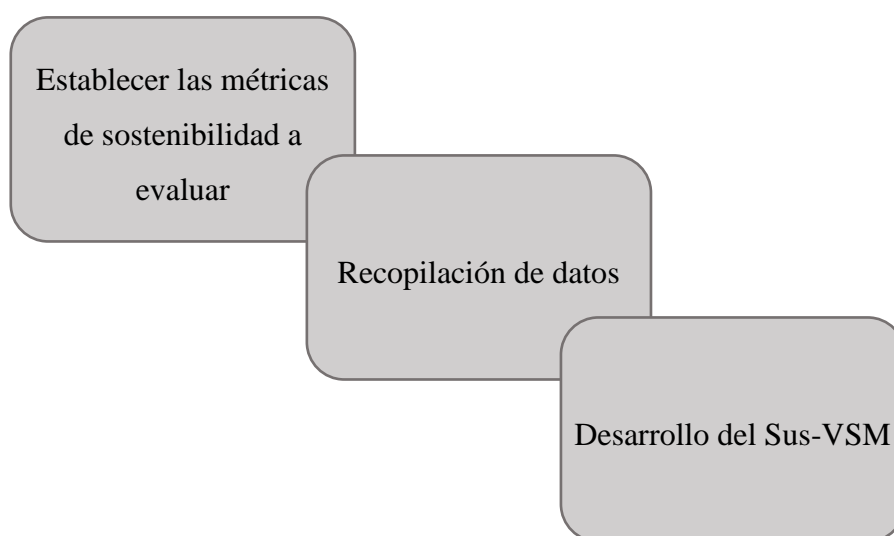 Establecer las métricas
de sostenibilidad a
evaluar
Recopilación de datos
Desarrollo del Sus-VSM